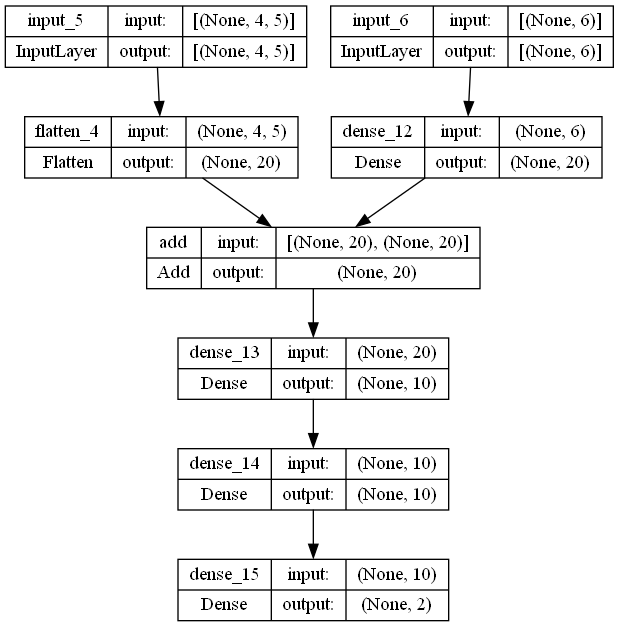 input_5 input: [(None, 4, 5)]
InputLayer output: [(None, 4, 5)]
input_6 input: [(None, 6)]
InputLayer output: [(None, 6)]
flatten_4 input: (None, 4, 5)
Flatten output: (None, 20)
dense_12 input: (None, 6)
Dense output: (None, 20)
add input: [(None, 20), (None, 20)]
Add output: (None, 20)
dense_13 input: (None, 20)
Dense output: (None, 10)
dense_14 input: (None, 10)
Dense output: (None, 10)
dense_15 input: (None, 10)
Dense output: (None, 2)